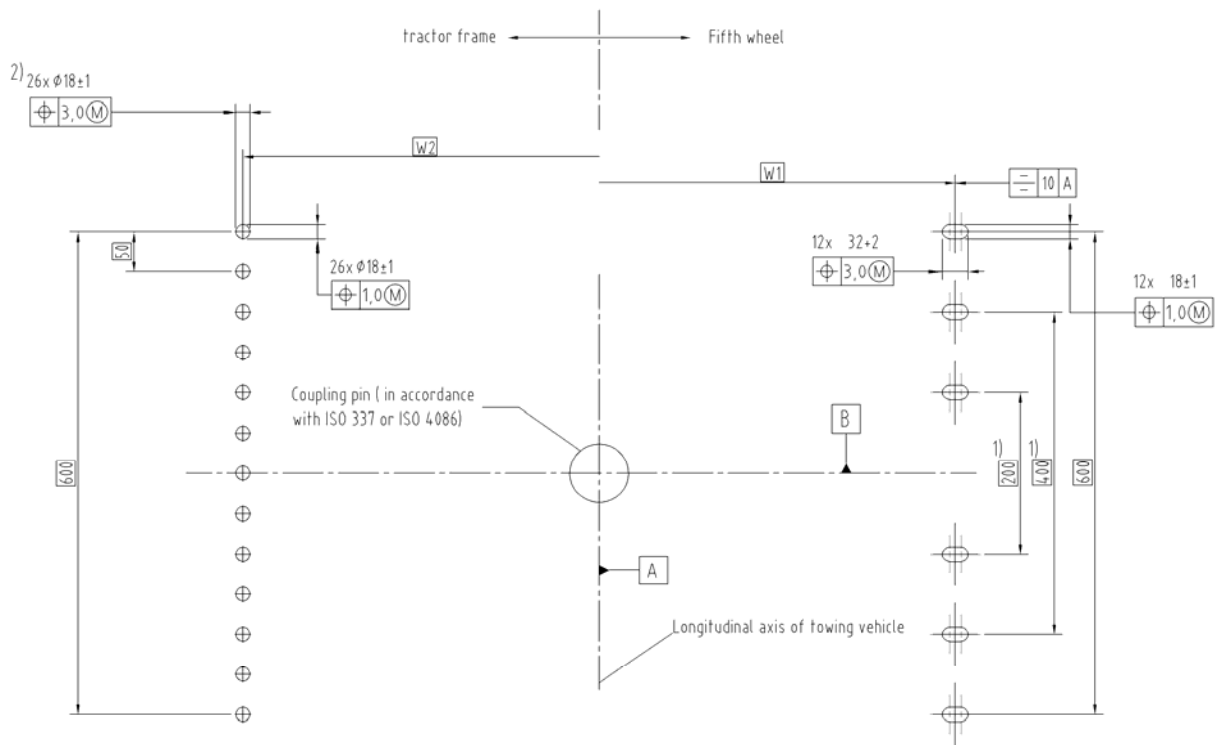 tractor frame
Fifth wheel
2) 26x ⌀18±1
⌖ 3,0 Ⓜ
W2
W1
⌯ 10 A
50
26x ⌀18±1
⌖ 1,0 Ⓜ
12x 32+2
⌖ 3,0 Ⓜ
12x 18±1
⌖ 1,0 Ⓜ
Coupling pin ( in accordance
with ISO 337 or ISO 4086)
B
600
1) 200
1) 400
600
A
Longitudinal axis of towing vehicle